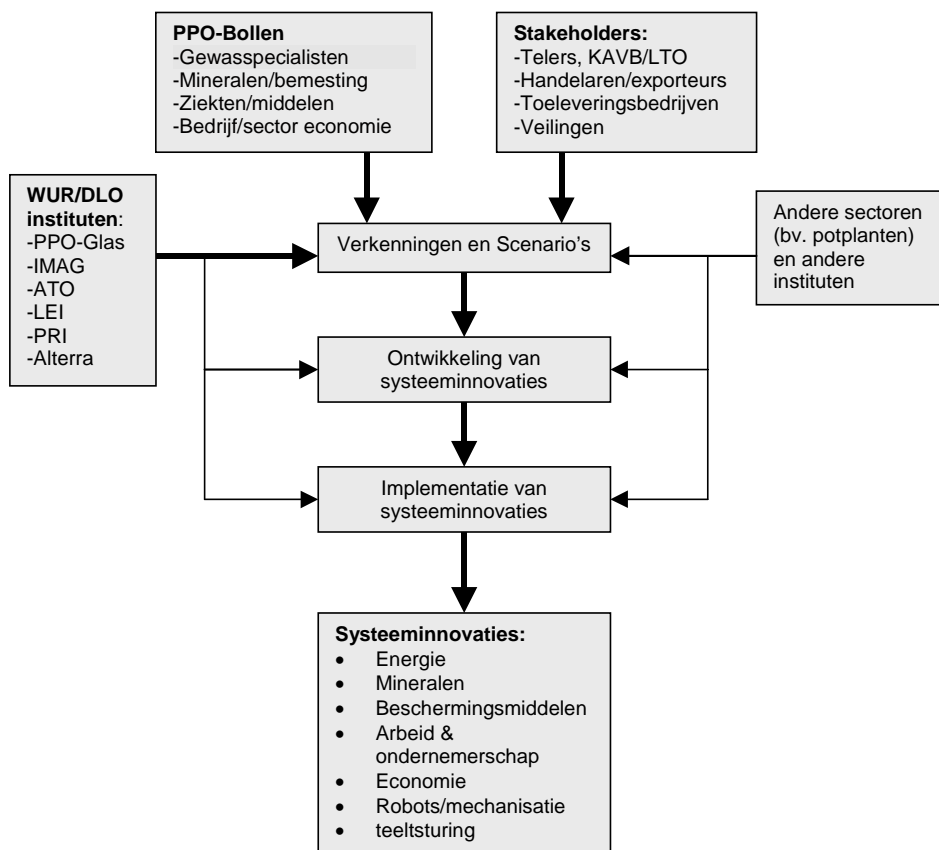 PPO-Bollen
-Gewasspecialisten
-Mineralen/bemesting
-Ziekten/middelen
-Bedrijf/sector economie
Stakeholders:
-Telers, KAVB/LTO
-Handelaren/exporteurs
-Toeleveringsbedrijven
-Veilingen
WUR/DLO
instituten:
-PPO-Glas
-IMAG
-ATO
-LEI
-PRI
-Alterra
Verkenningen en Scenario's
Andere sectoren
(bv. potplanten)
en andere
instituten
Ontwikkeling van
systeeminnovaties
Implementatie van
systeeminnovaties
Systeeminnovaties:
• Energie
• Mineralen
• Beschermingsmiddelen
• Arbeid &
ondernemerschap
• Economie
• Robots/mechanisatie
• teeltsturing